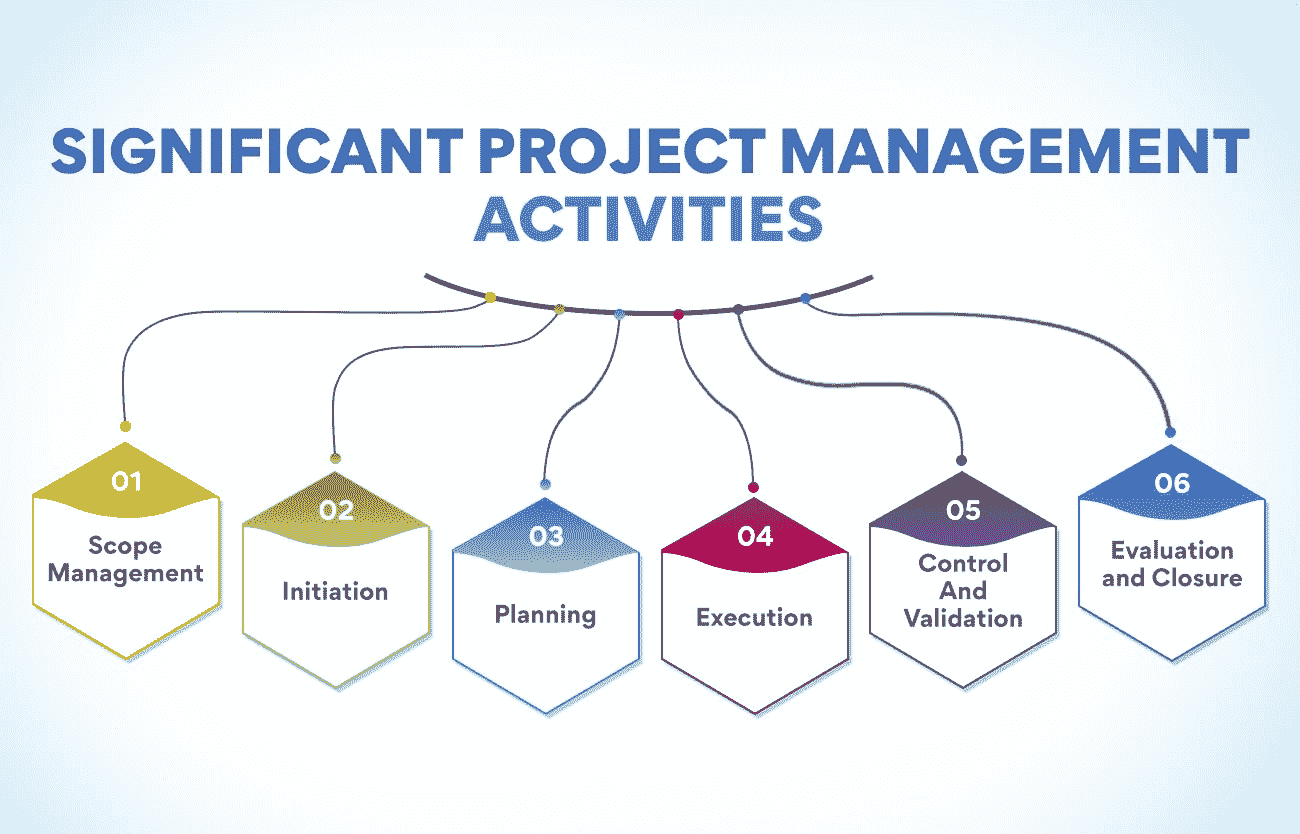 SIGNIFICANT PROJECT MANAGEMENT
ACTIVITIES
01
Scope
Management
02
Initiation
03
Planning
04
Execution
05
Control
And
Validation
06
Evaluation
and Closure